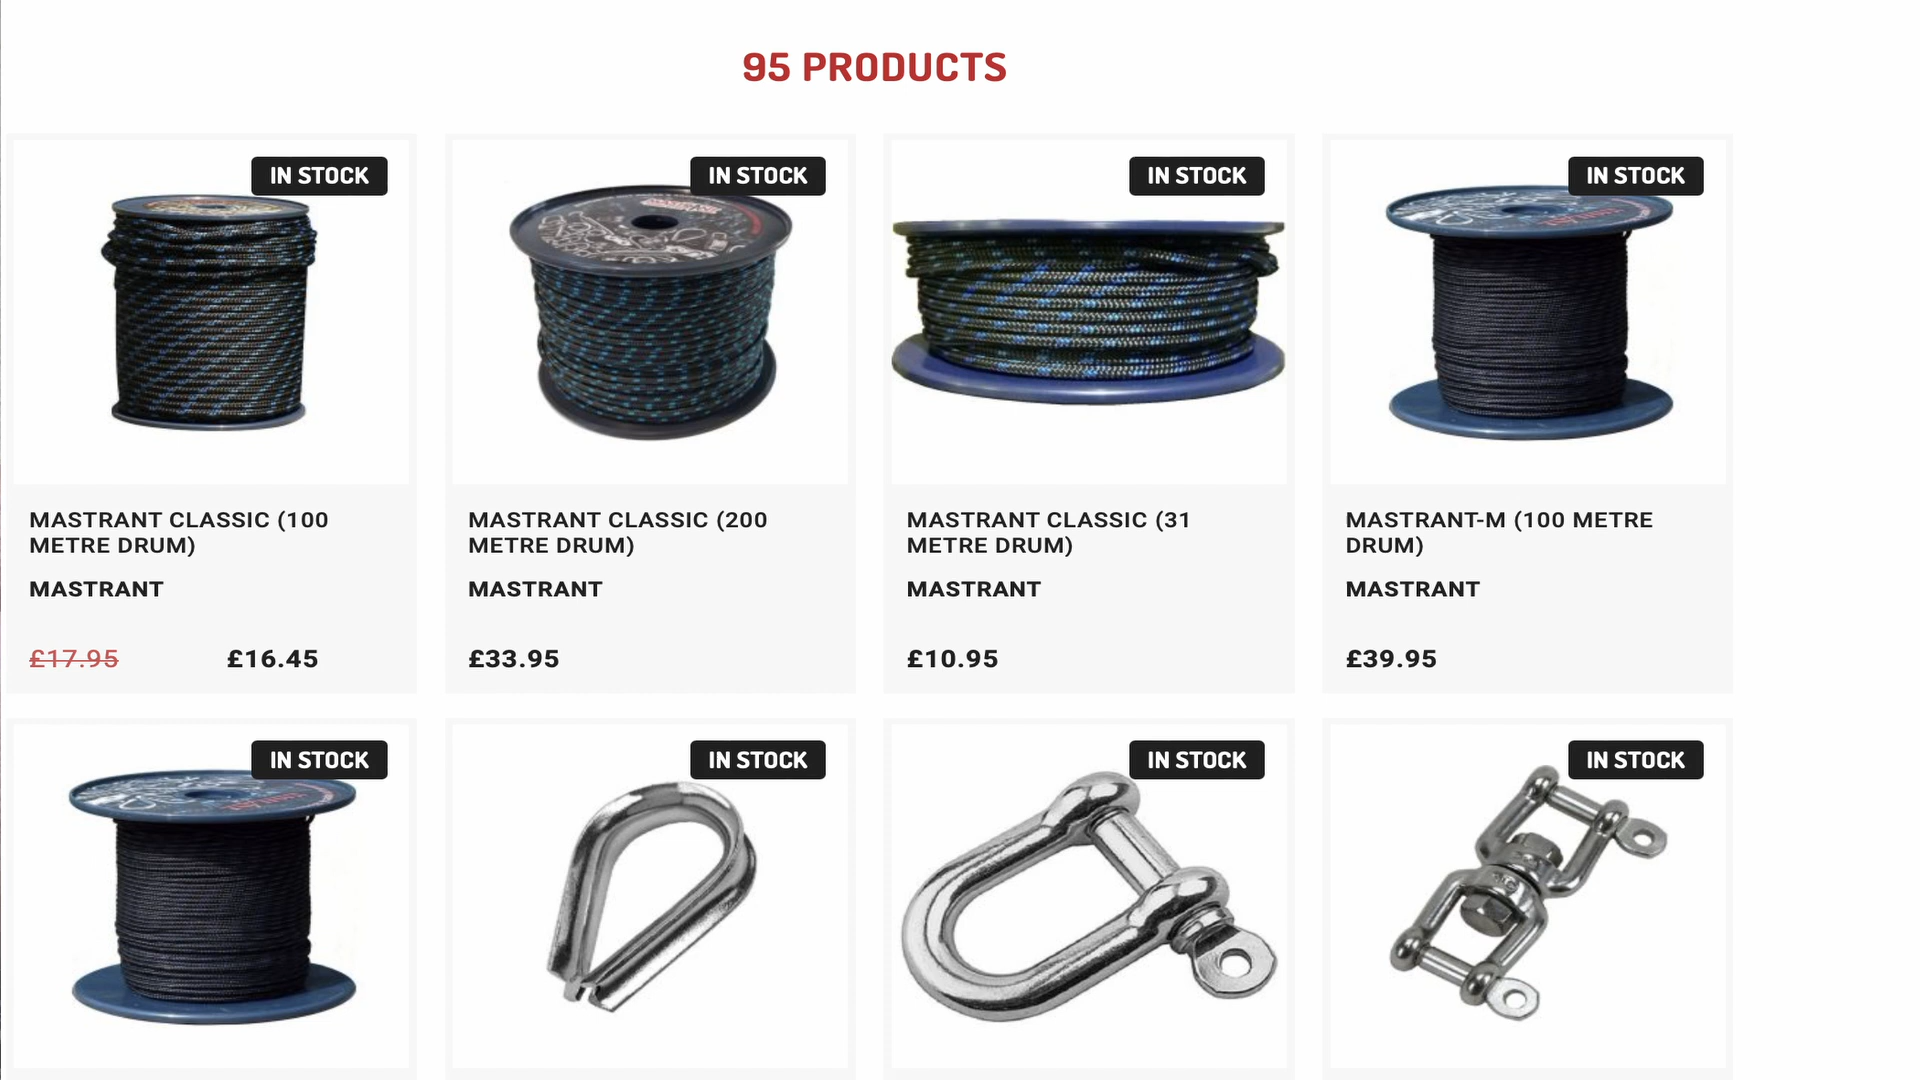 95 PRODUCTS
IN STOCK
IN STOCK
IN STOCK
IN STOCK
MASTRANT CLASSIC (100
METRE DRUM)
MASTRANT
£17.95 £16.45
MASTRANT CLASSIC (200
METRE DRUM)
MASTRANT
£33.95
MASTRANT CLASSIC (31
METRE DRUM)
MASTRANT
£10.95
MASTRANT-M (100 METRE
DRUM)
MASTRANT
£39.95
IN STOCK
IN STOCK
IN STOCK
IN STOCK